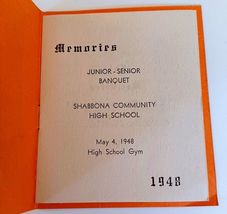 Memories
JUNIOR-SENIOR
BANQUET
SHABBONA COMMUNITY
HIGH SCHOOL
May 4, 1948
High School Gym
1948